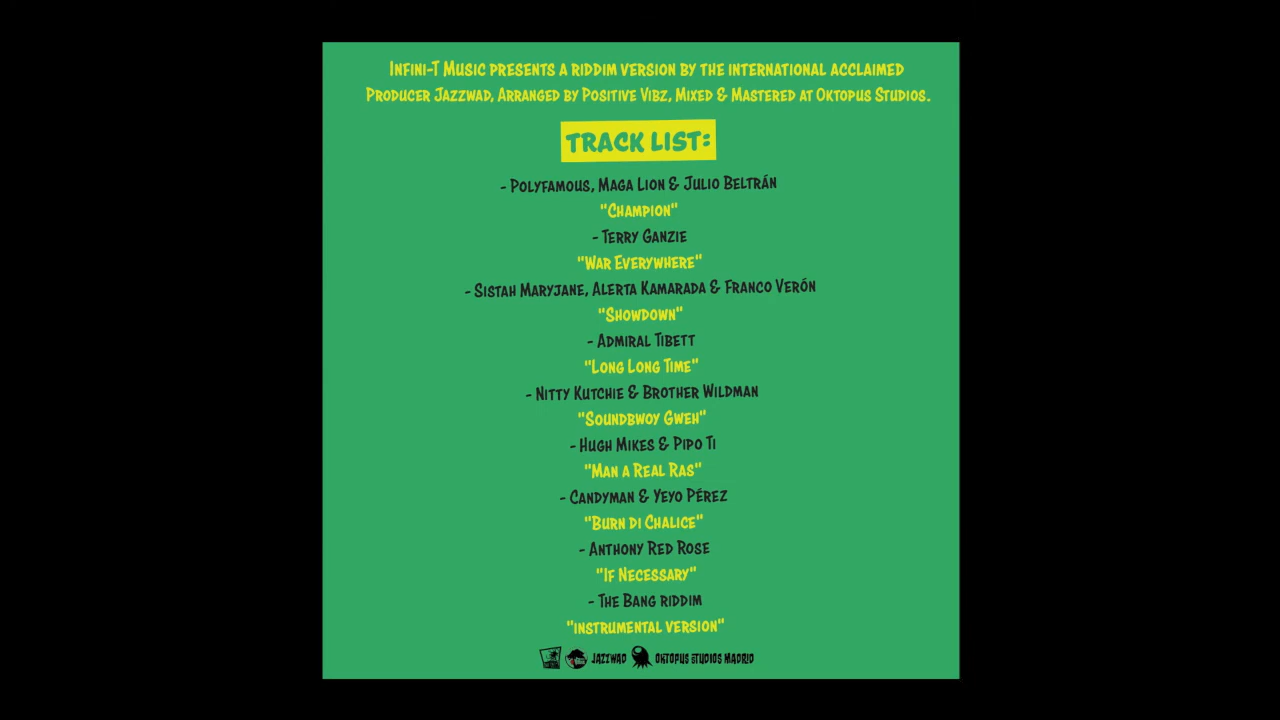 Infini-T Music presents a riddim version by the international acclaimed
Producer Jazzwad, Arranged by Positive Vibz, Mixed & Mastered at Oktopus Studios.
TRACK LIST:
- Polyfamous, Maga Lion & Julio Beltrán
"Champion"
- Terry Ganzie
"War Everywhere"
- Sistah Maryjane, Alerta Kamarada & Franco Verón
"Showdown"
- Admiral Tibett
"Long Long Time"
- Nitty Kutchie & Brother Wildman
"Soundbwoy Gweh"
- Hugh Mikes & Pipo Ti
"Man a Real Ras"
- Candyman & Yeyo Pérez
"Burn di Chalice"
- Anthony Red Rose
"If Necessary"
- The Bang riddim
"instrumental version"
JAZZWAD OKTOPUS STUDIOS MADRID